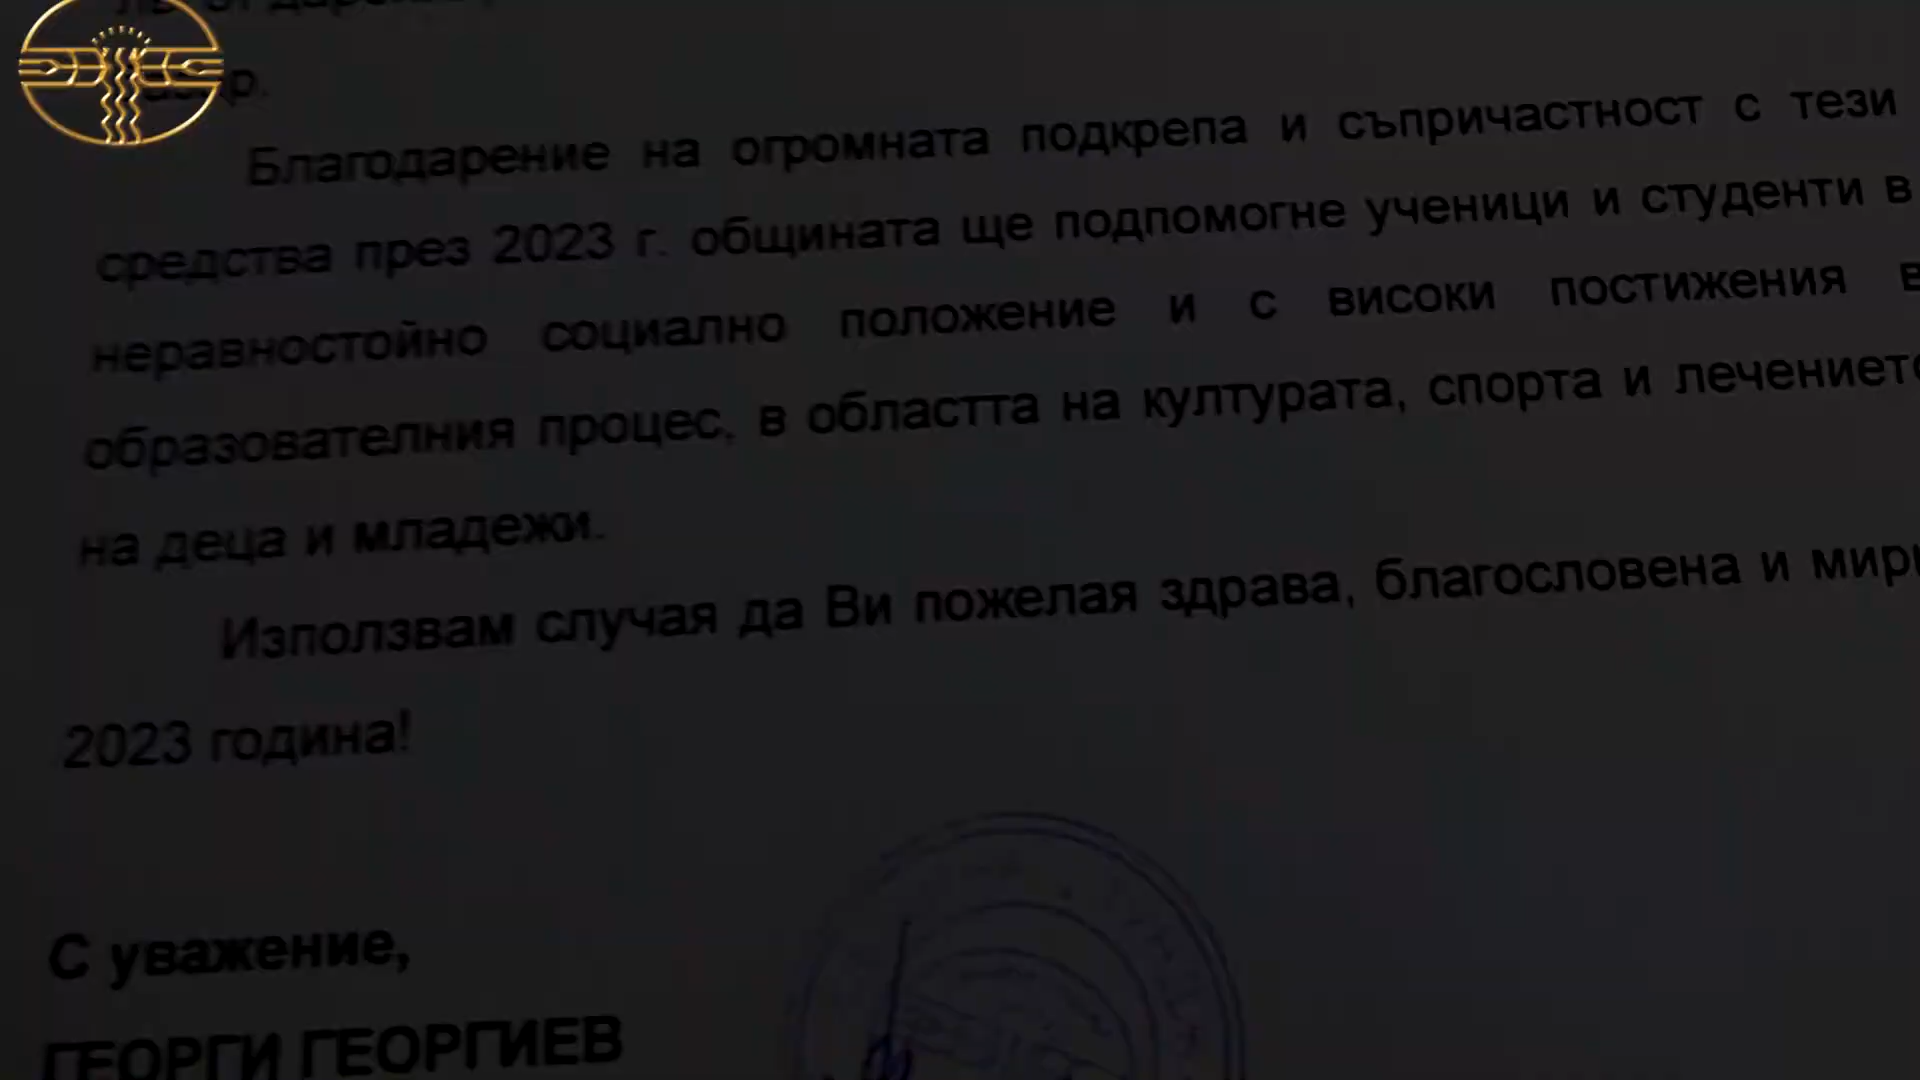 Благодарение на огромната подкрепа и съпричастност с тези
средства през 2023 г. общината ще подпомогне ученици и студенти в
неравностойно социално положение и с високи постижения в
образователния процес, в областта на културата, спорта и лечението
на деца и младежи.
Използвам случая да Ви пожелая здрава, благословена и
2023 година!
С уважение,
ГЕОРГИ ГЕОРГИЕВ